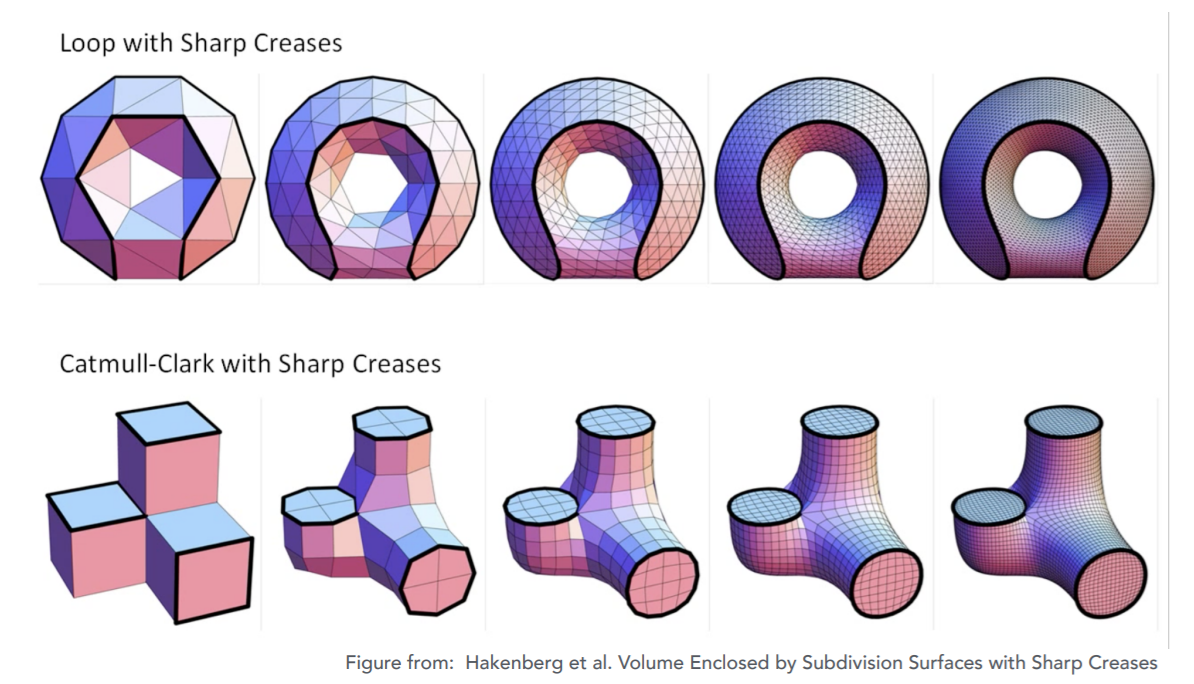 Loop with Sharp Creases
Catmull-Clark with Sharp Creases
Figure from: Hakenberg et al. Volume Enclosed by Subdivision Surfaces with Sharp Creases